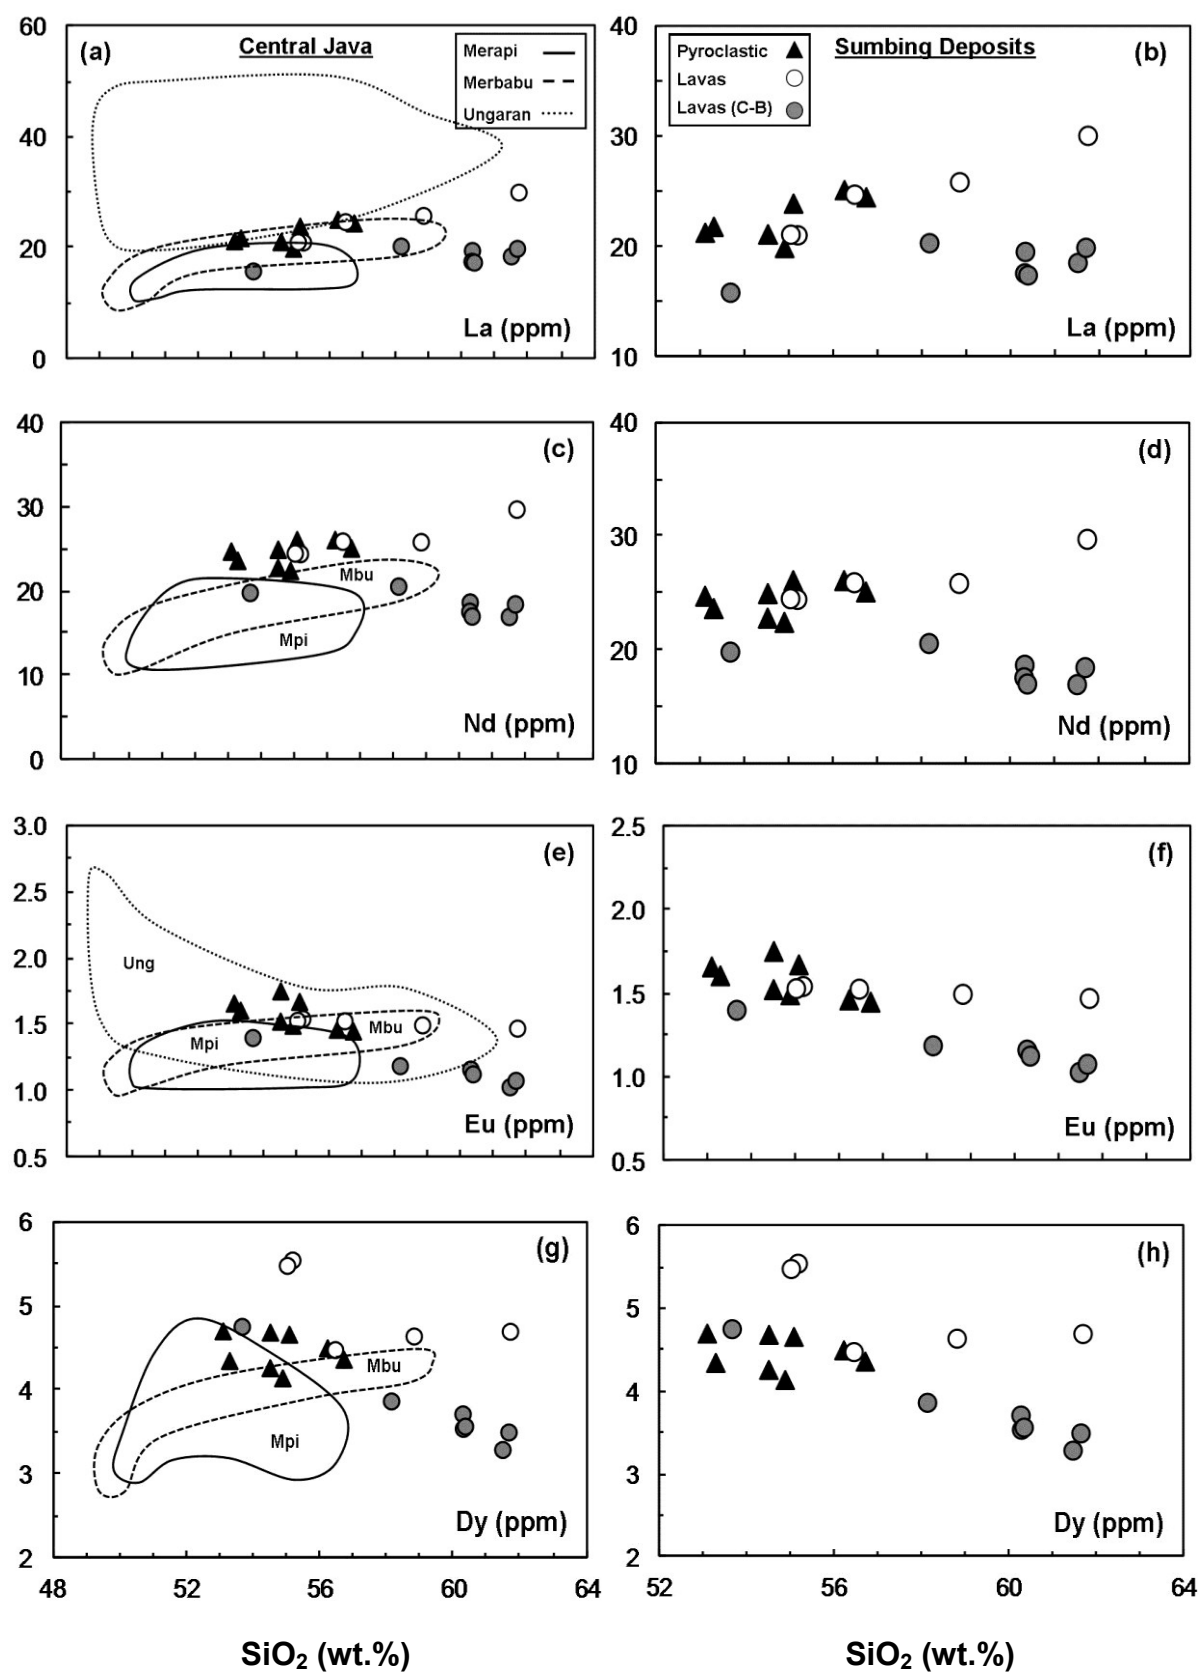 60
40
20
0
(a)
Central Java
Merapi
Merbabu
Ungaran
La (ppm)
40
30
20
10
Pyroclastic
Lavas
Lavas (C-B)
Sumbing Deposits
(b)
La (ppm)
40
30
20
10
0
(c)
Mbu
Mpi
Nd (ppm)
40
30
20
10
(d)
Nd (ppm)
3.0
2.5
2.0
1.5
1.0
0.5
(e)
Ung
Mpi
Mbu
Eu (ppm)
2.5
2.0
1.5
1.0
0.5
(f)
Eu (ppm)
6
5
4
3
2
(g)
Mbu
Mpi
Dy (ppm)
48 52 56 60 64
SiO₂ (wt.%)
6
5
4
3
2
(h)
Dy (ppm)
52 56 60 64
SiO₂ (wt.%)